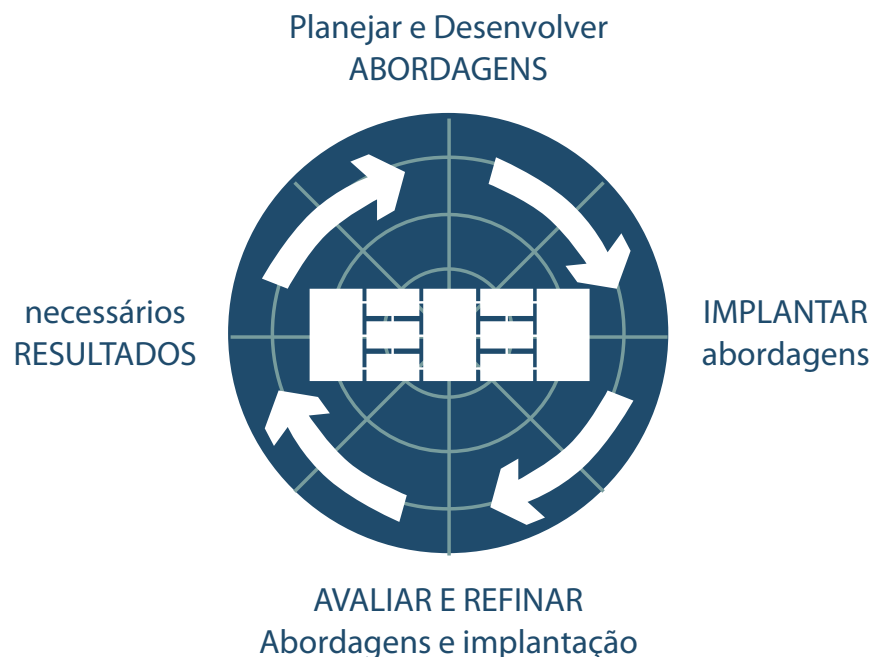 Planejar e Desenvolver
ABORDAGENS
necessários
RESULTADOS
IMPLANTAR
abordagens
AVALIAR E REFINAR
Abordagens e implantação